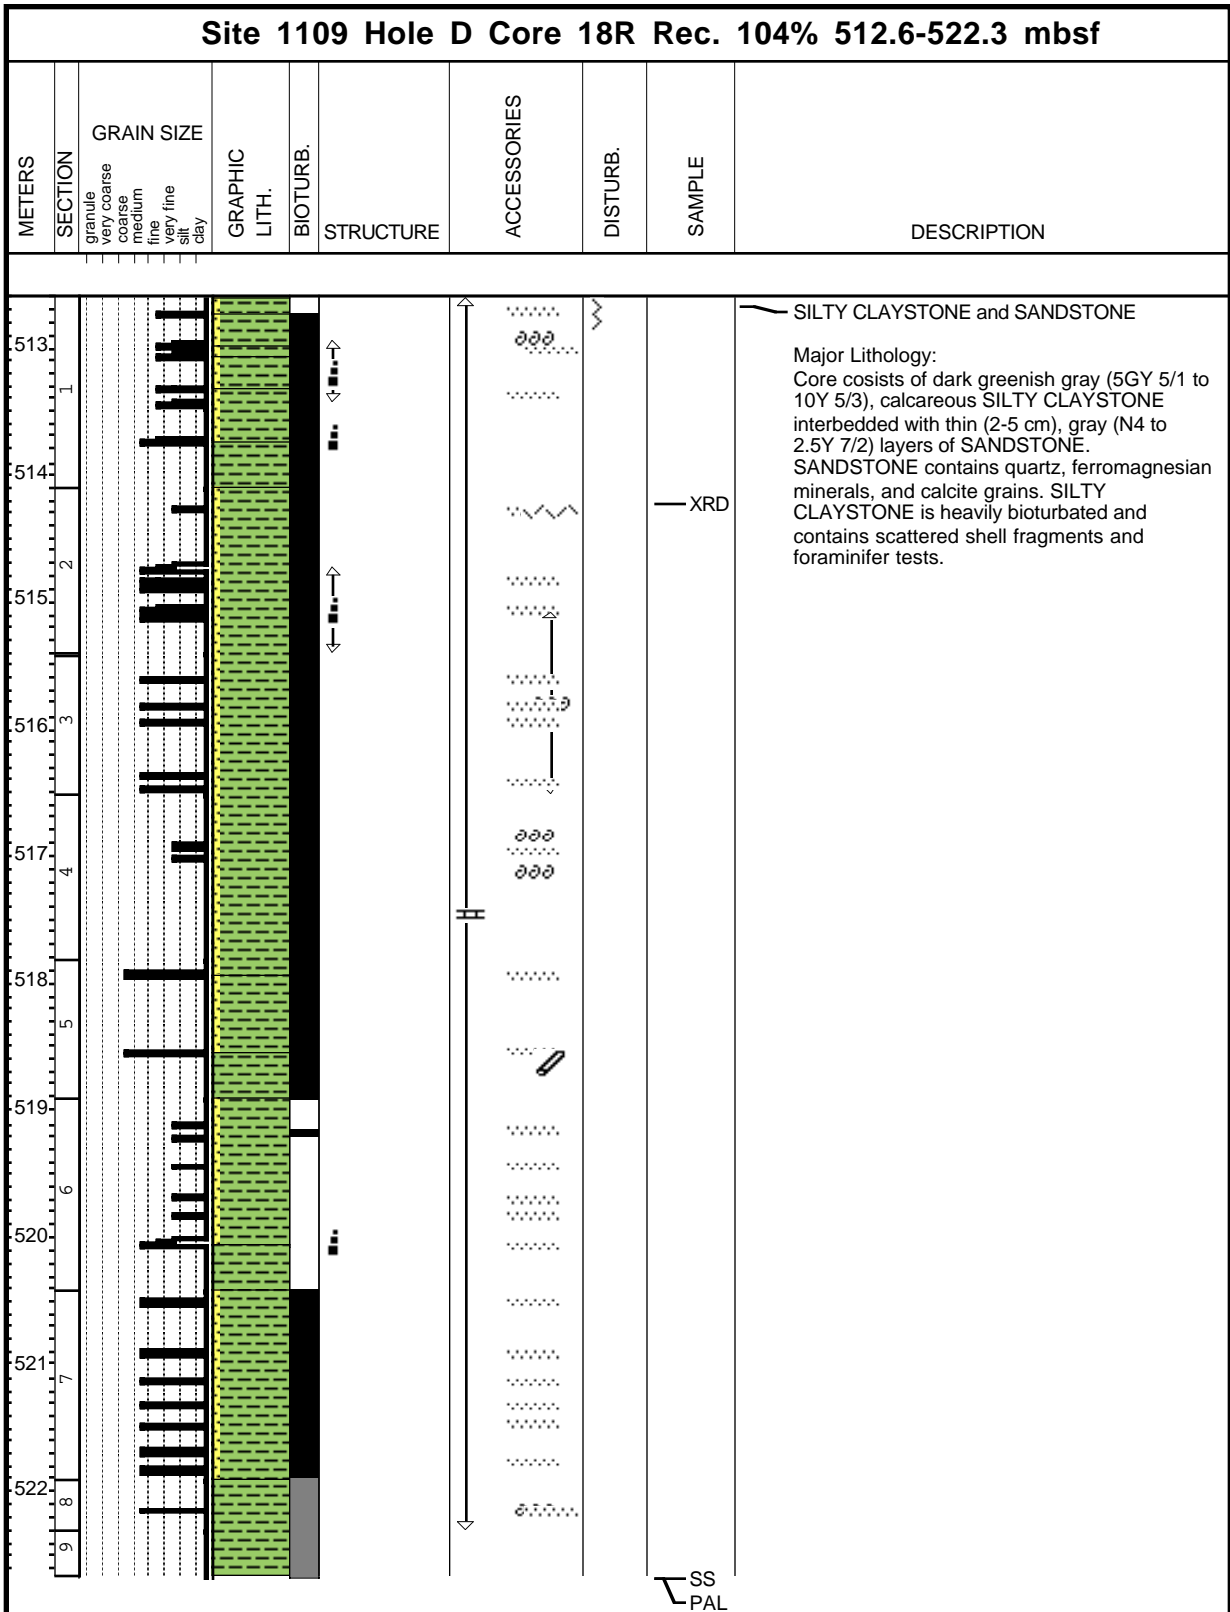 Site 1109 Hole D Core 18R Rec. 104% 512.6-522.3 mbsf
METERS
SECTION
GRAIN SIZE
granule
very coarse
coarse
medium
fine
very fine
silt
clay
GRAPHIC
LITH.
BIOTURB.
STRUCTURE
ACCESSORIES
DISTURB.
SAMPLE
DESCRIPTION
SILTY CLAYSTONE and SANDSTONE
Major Lithology:
Core cosists of dark greenish gray (5GY 5/1 to
10Y 5/3), calcareous SILTY CLAYSTONE
interbedded with thin (2-5 cm), gray (N4 to
2.5Y 7/2) layers of SANDSTONE.
SANDSTONE contains quartz, ferromagnesian
minerals, and calcite grains. SILTY
CLAYSTONE is heavily bioturbated and
contains scattered shell fragments and
foraminifer tests.
513
1
514
XRD
2
515
3
516
517
4
518
5
519
6
520
521
7
522
8
9
SS
PAL